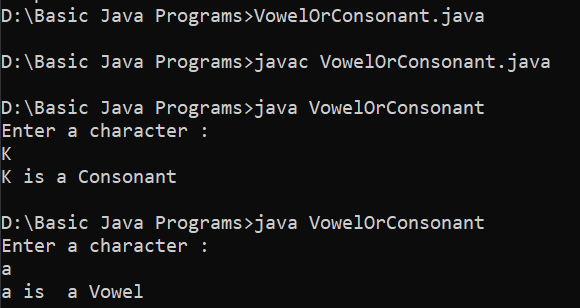 D:\Basic Java Programs>VowelOrConsonant.java
D:\Basic Java Programs>javac VowelOrConsonant.java
D:\Basic Java Programs>java VowelOrConsonant
Enter a character :
K
K is a Consonant
D:\Basic Java Programs>java VowelOrConsonant
Enter a character :
a
a is  a Vowel